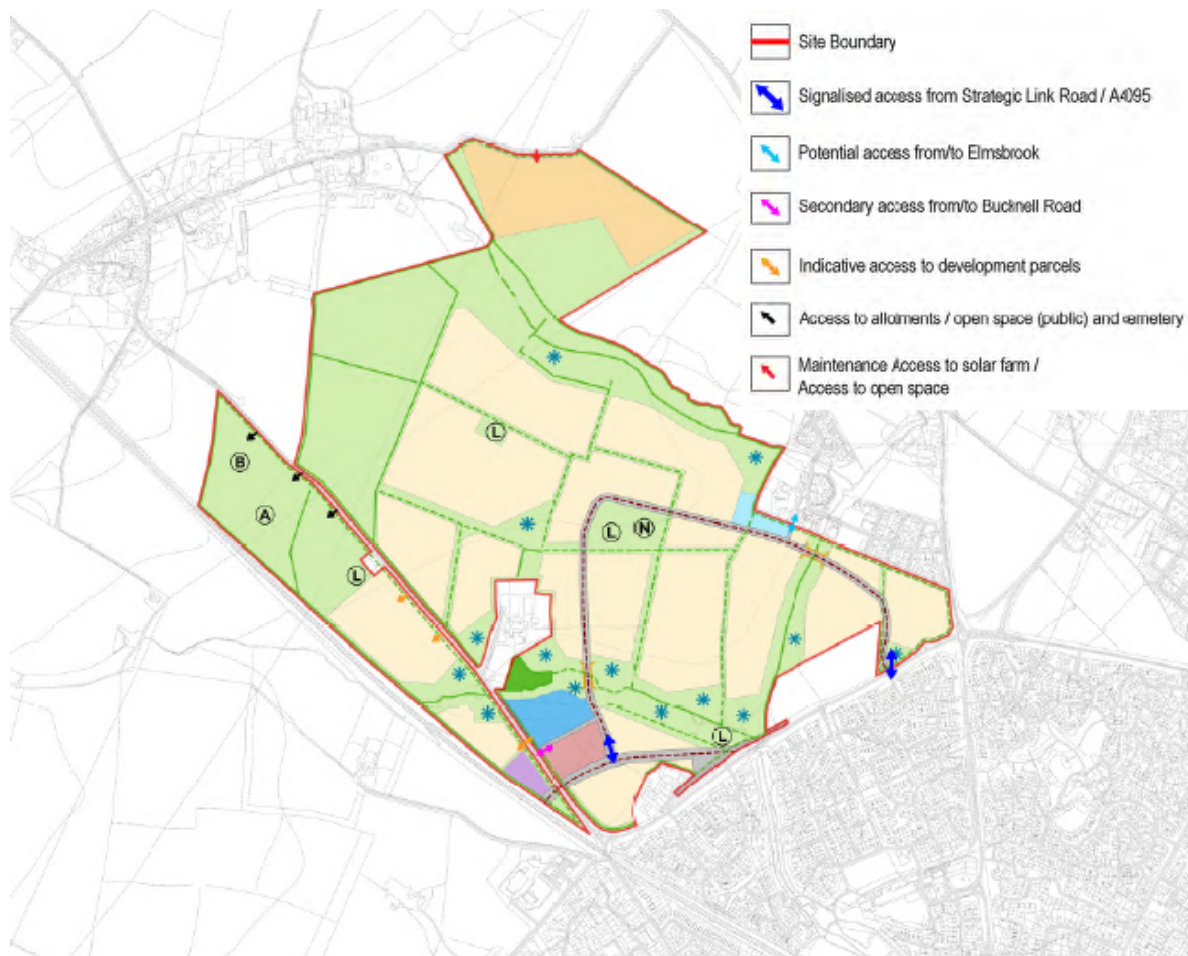 Site Boundary
Signalised access from Strategic Link Road / A4095
Potential access from/to Elmsbrook
Secondary access from/to Bucknell Road
Indicative access to development parcels
Access to allotments / open space (public) and cemetery
Maintenance Access to solar farm /
Access to open space
L
B
A
L
N
L
L